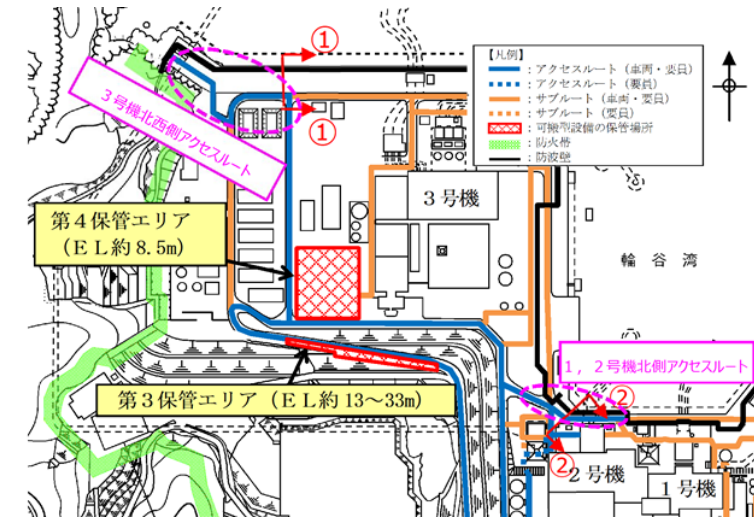 ①
①
3号機北西側アクセスルート
【凡例】
：アクセスルート（車両・要員）
：アクセスルート（要員）
：サブルート（車両・要員）
：サブルート（要員）
：可搬型設備の保管場所
：防火帯
：防波壁
3号機
第4保管エリア
（ＥＬ約 8.5m）
輪谷湾
1，2号機北側アクセスルート
第3保管エリア（ＥＬ約 13～33m）
②
②
2号機
1号機